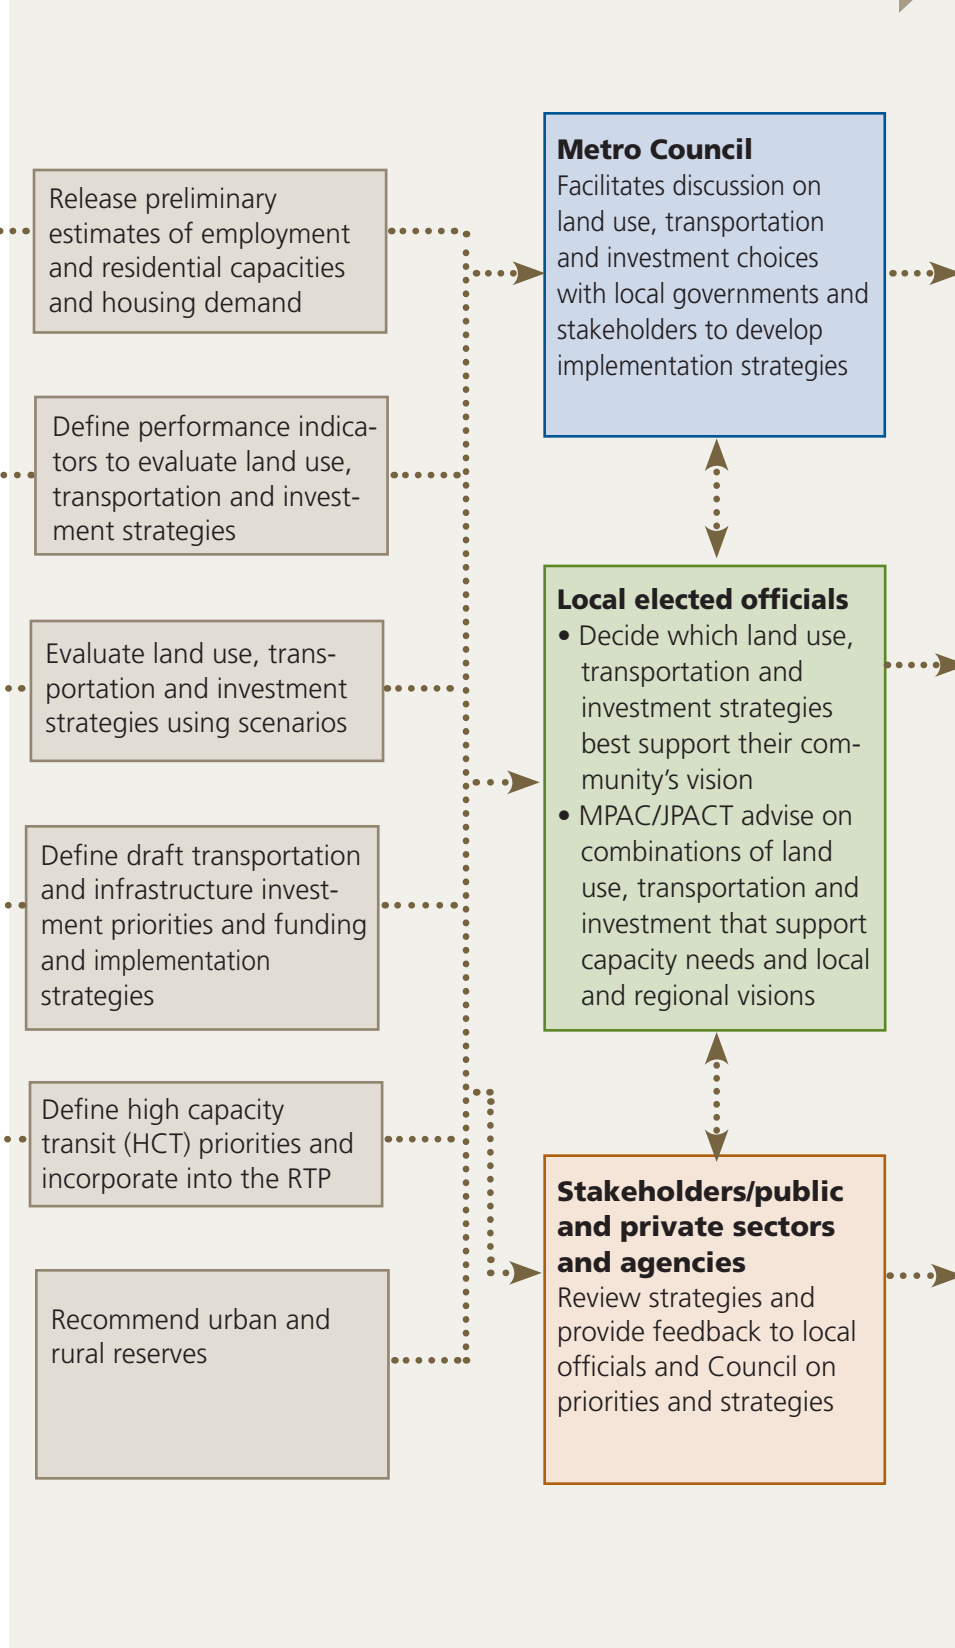 Release preliminary
estimates of employment
and residential capacities
and housing demand
Define performance indica-
tors to evaluate land use,
transportation and invest-
ment strategies
Evaluate land use, trans-
portation and investment
strategies using scenarios
Define draft transportation
and infrastructure invest-
ment priorities and funding
and implementation
strategies
Define high capacity
transit (HCT) priorities and
incorporate into the RTP
Recommend urban and
rural reserves
Metro Council
Facilitates discussion on
land use, transportation
and investment choices
with local governments and
stakeholders to develop
implementation strategies
Local elected officials
• Decide which land use,
transportation and
investment strategies
best support their com-
munity’s vision
• MPAC/JPACT advise on
combinations of land
use, transportation and
investment that support
capacity needs and local
and regional visions
Stakeholders/public
and private sectors
and agencies
Review strategies and
provide feedback to local
officials and Council on
priorities and strategies